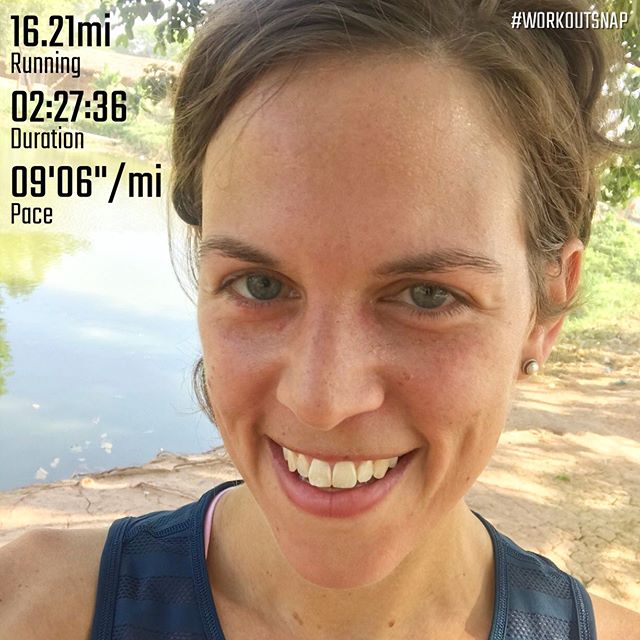 #WORKOUTSNAP
16.21mi
Running
02:27:36
Duration
09'06"/mi
Pace